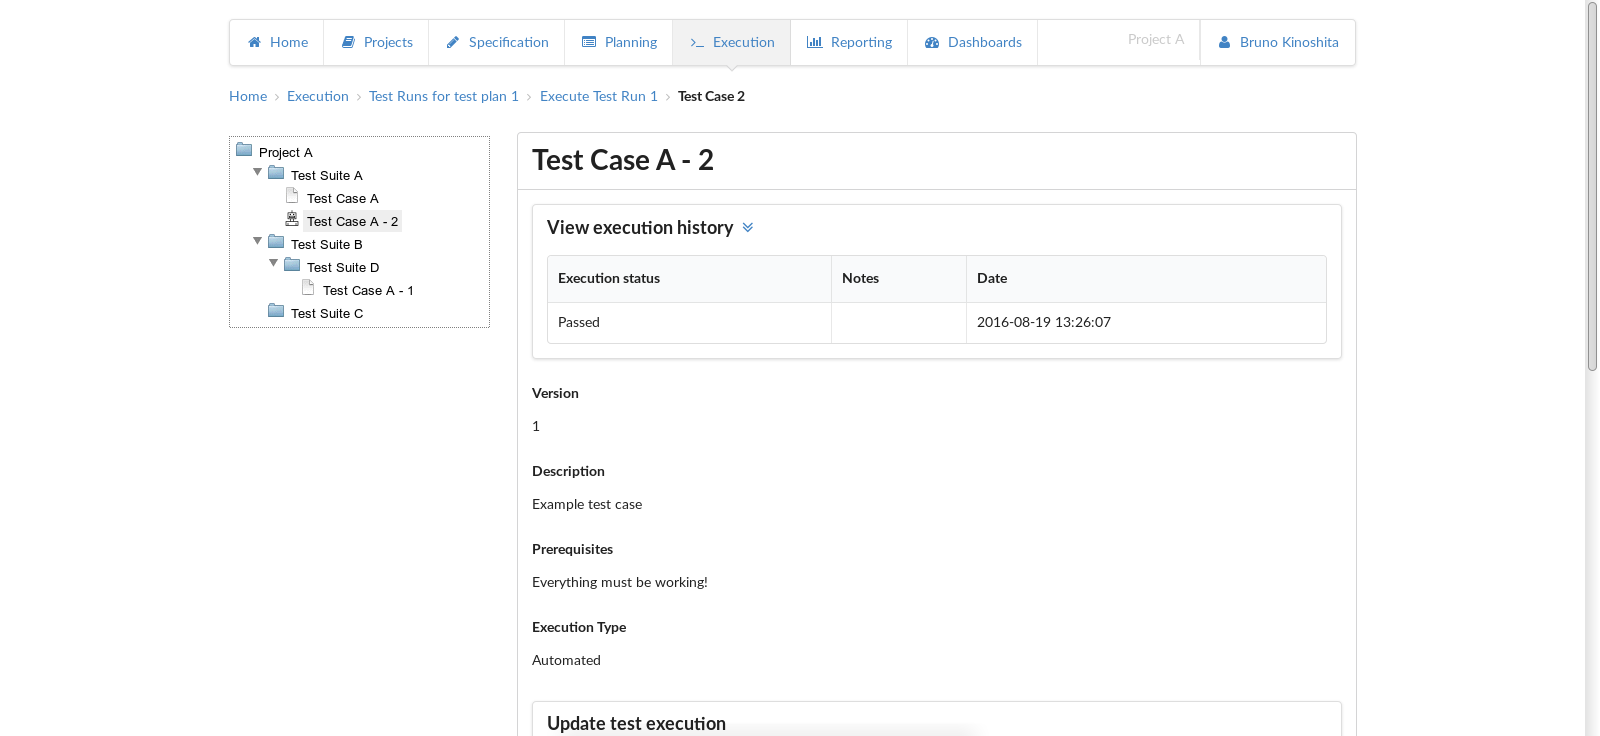 Home Projects Specification Planning Execution Reporting Dashboards Project A Bruno Kinoshita
Home › Execution › Test Runs for test plan 1 › Execute Test Run 1 › Test Case 2
Project A
Test Suite A
Test Case A
Test Case A - 2
Test Suite B
Test Suite D
Test Case A - 1
Test Suite C
Test Case A - 2
View execution history
Execution status Notes Date
Passed 2016-08-19 13:26:07
Version
1
Description
Example test case
Prerequisites
Everything must be working!
Execution Type
Automated
Update test execution